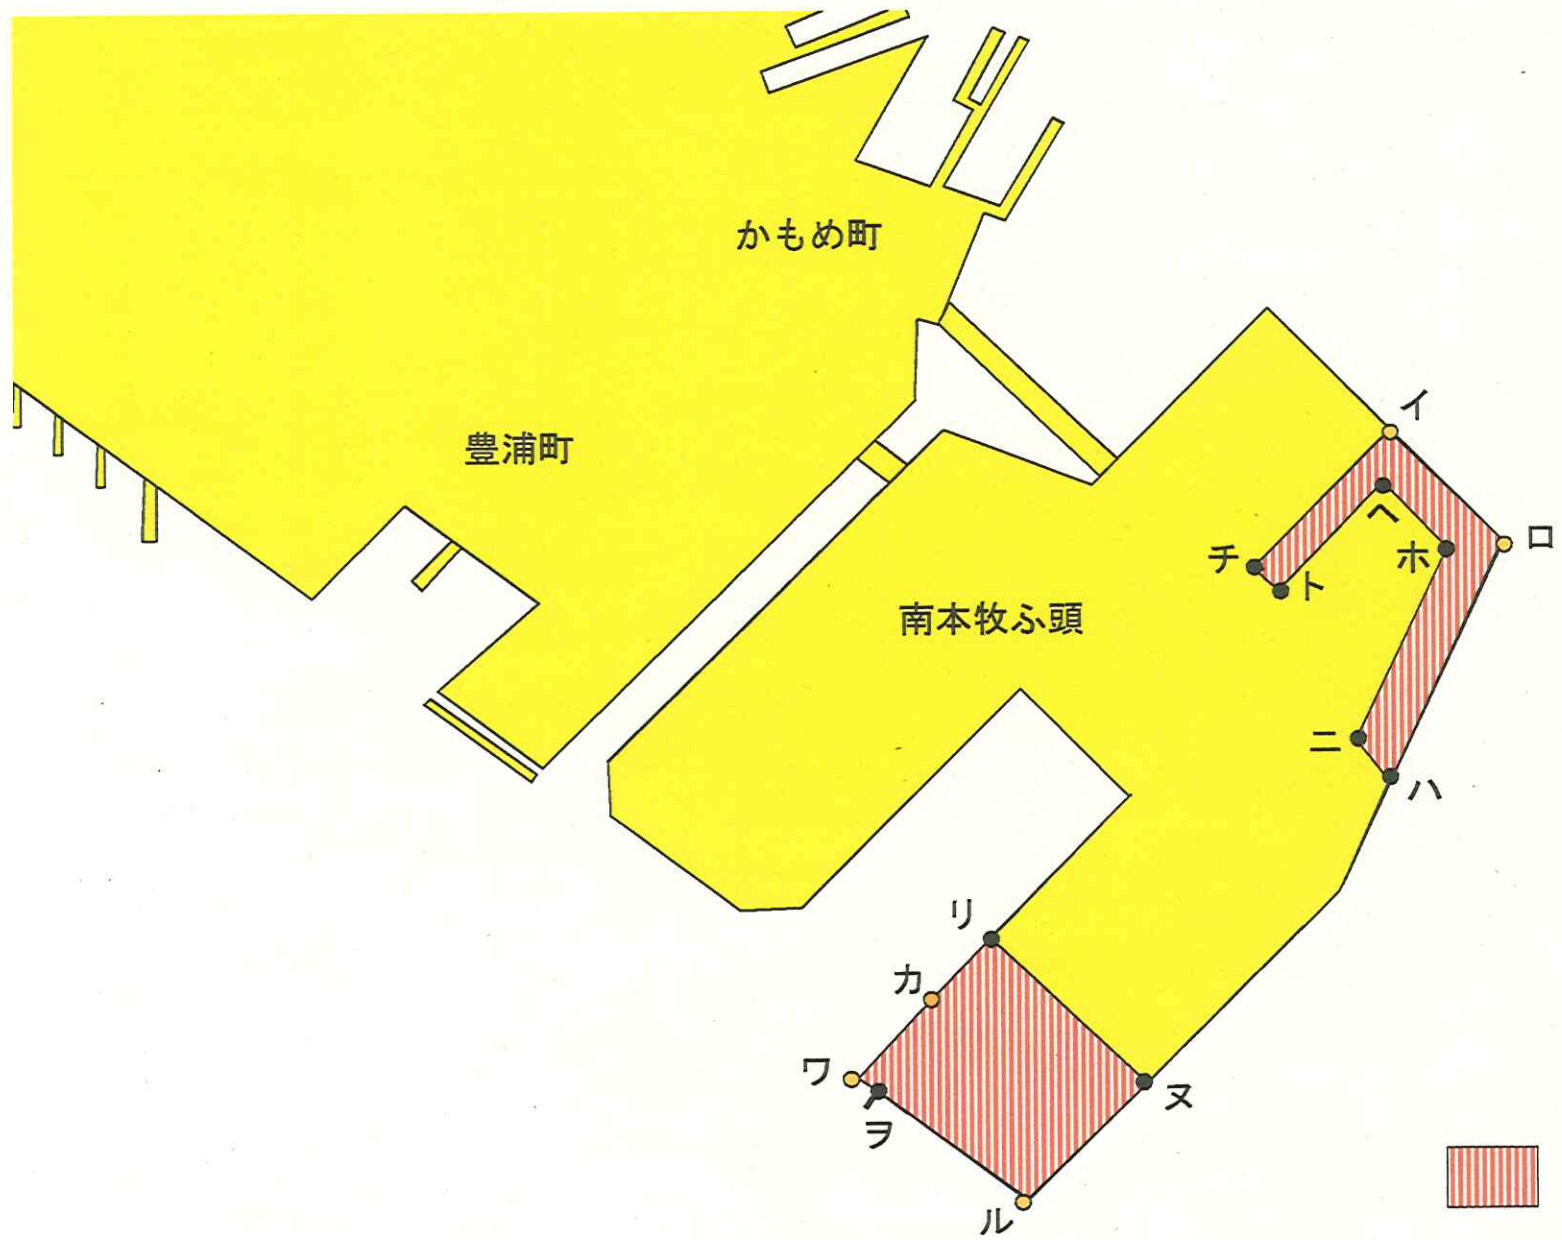 かもめ町
豊浦町
南本牧ふ頭
イ
ロ
ヘ
ホ
チ
ト
ニ
ハ
リ
カ
ワ
ヲ
ヌ
ル